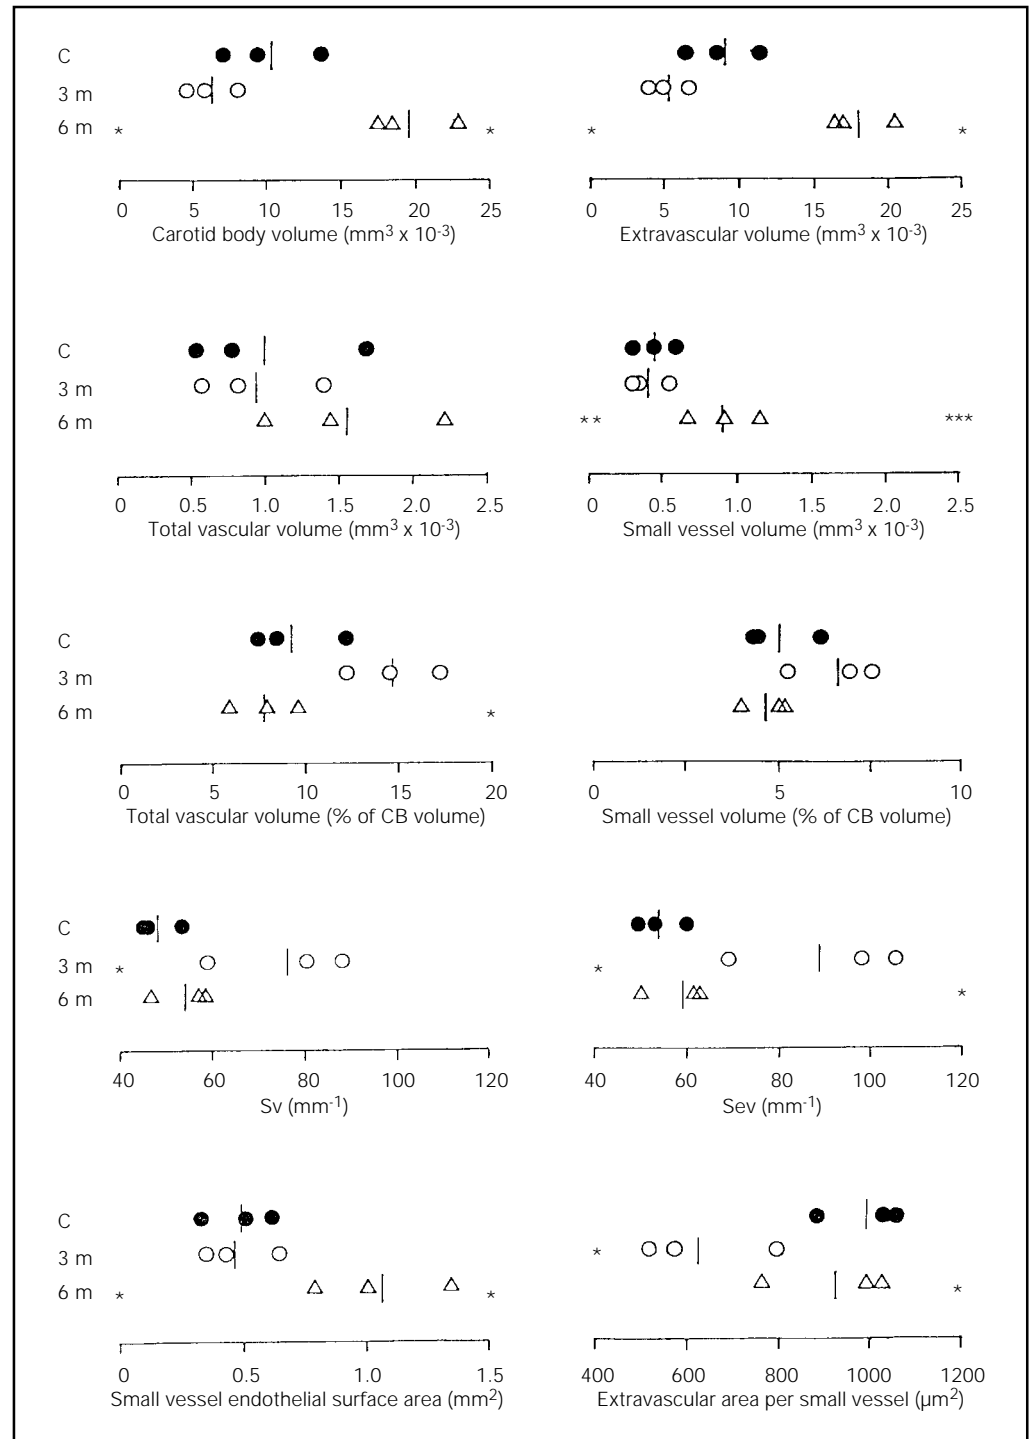 C
3 m
6 m
* *
0 5 10 15 20 25
Carotid body volume (mm³ x 10⁻³)
* *
0 5 10 15 20 25
Extravascular volume (mm³ x 10⁻³)
C
3 m
6 m
0 0.5 1.0 1.5 2.0 2.5
Total vascular volume (mm³ x 10⁻³)
** ***
0 0.5 1.0 1.5 2.0 2.5
Small vessel volume (mm³ x 10⁻³)
C
3 m
6 m
*
0 5 10 15 20
Total vascular volume (% of CB volume)
0 5 10
Small vessel volume (% of CB volume)
C
3 m
*
6 m
40 60 80 100 120
Sv (mm⁻¹)
*
*
40 60 80 100 120
Sev (mm⁻¹)
C
3 m
6 m
* *
0 0.5 1.0 1.5
Small vessel endothelial surface area (mm²)
*
*
400 600 800 1000 1200
Extravascular area per small vessel (µm²)